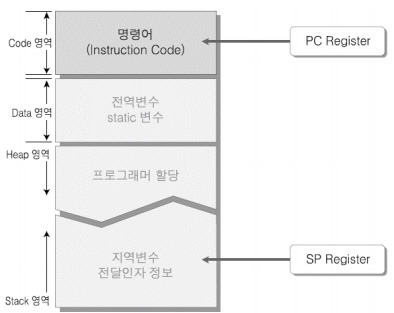 Code 영역
명령어
(Instruction Code)
PC Register
Data 영역
전역변수
static 변수
Heap 영역
프로그래머 할당
지역변수
전달인자 정보
SP Register
Stack 영역